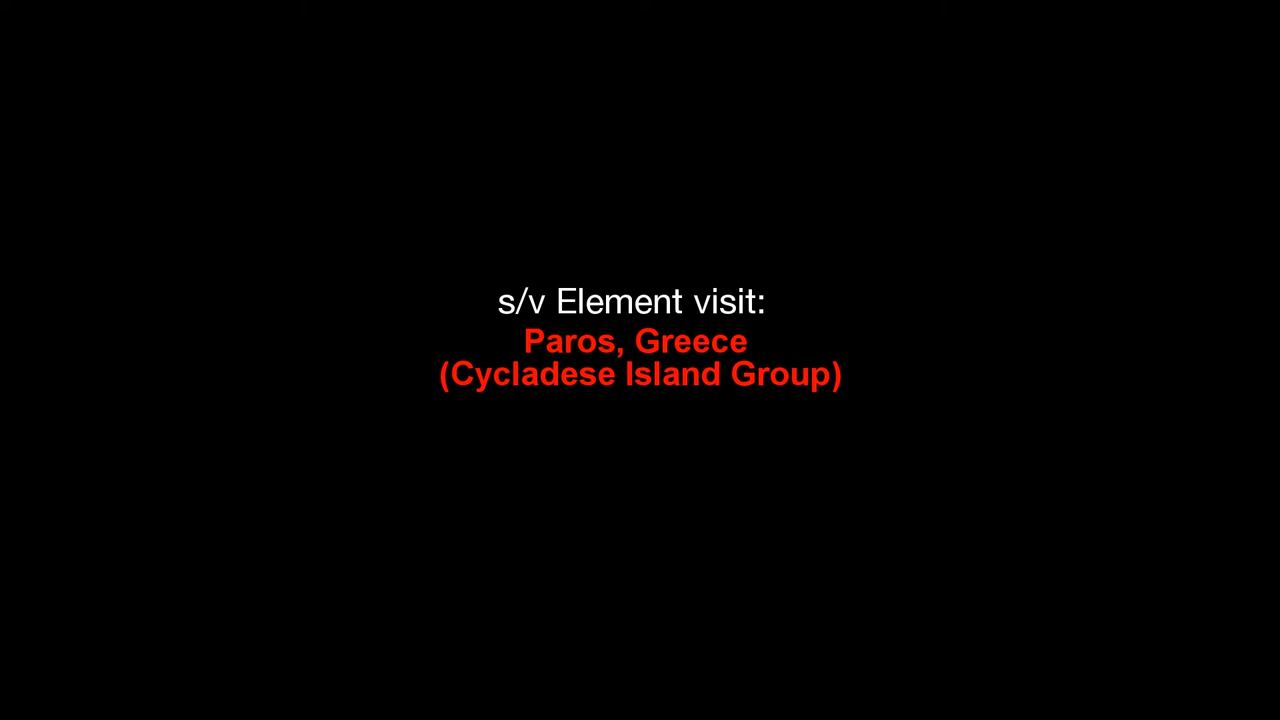 s/v Element visit:
Paros, Greece
(Cycladese Island Group)